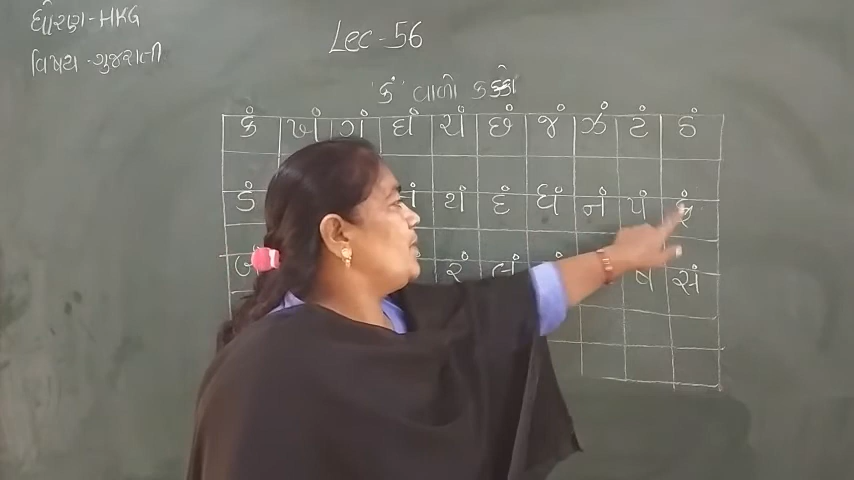 ધોરણ-HKG
Lec-56
વિષય-ગુજરાતી
'કં' વાળો કક્કો
કં ખં ગં ઘં ચં છં જં ઝં ટં ઠં
ડં તં થં દં ધં નં પં ફં
રં લં ષં સં